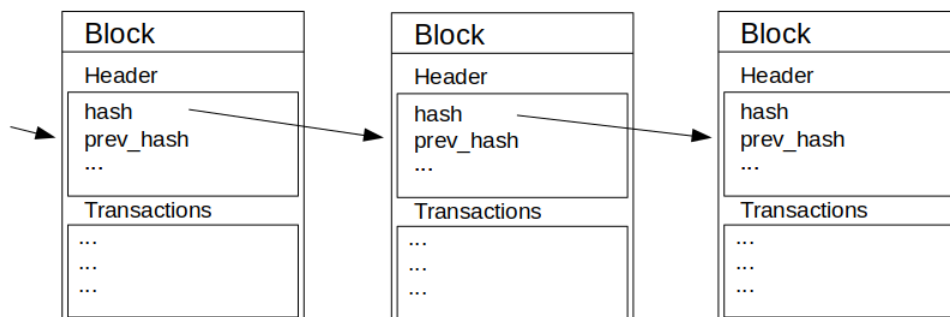 Block
Header
hash
prev_hash
...
Transactions
...
...
...
Block
Header
hash
prev_hash
...
Transactions
...
...
...
Block
Header
hash
prev_hash
...
Transactions
...
...
...